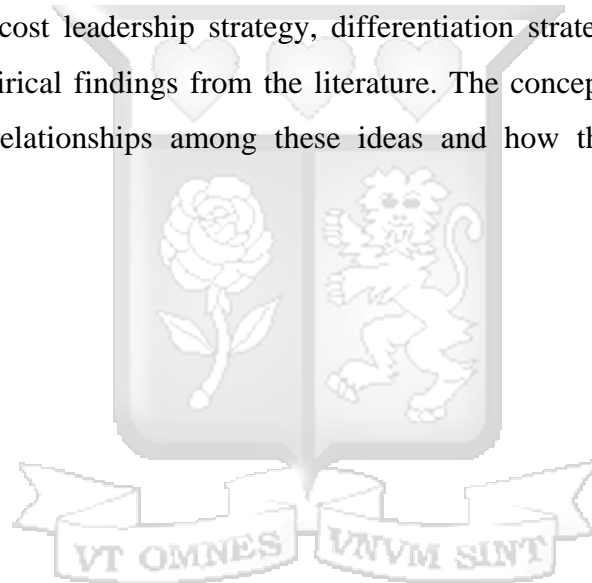 cost leadership strategy, differentiation strate
irical findings from the literature. The concep
elationships among these ideas and how th
VT OMNES VNVM SINT